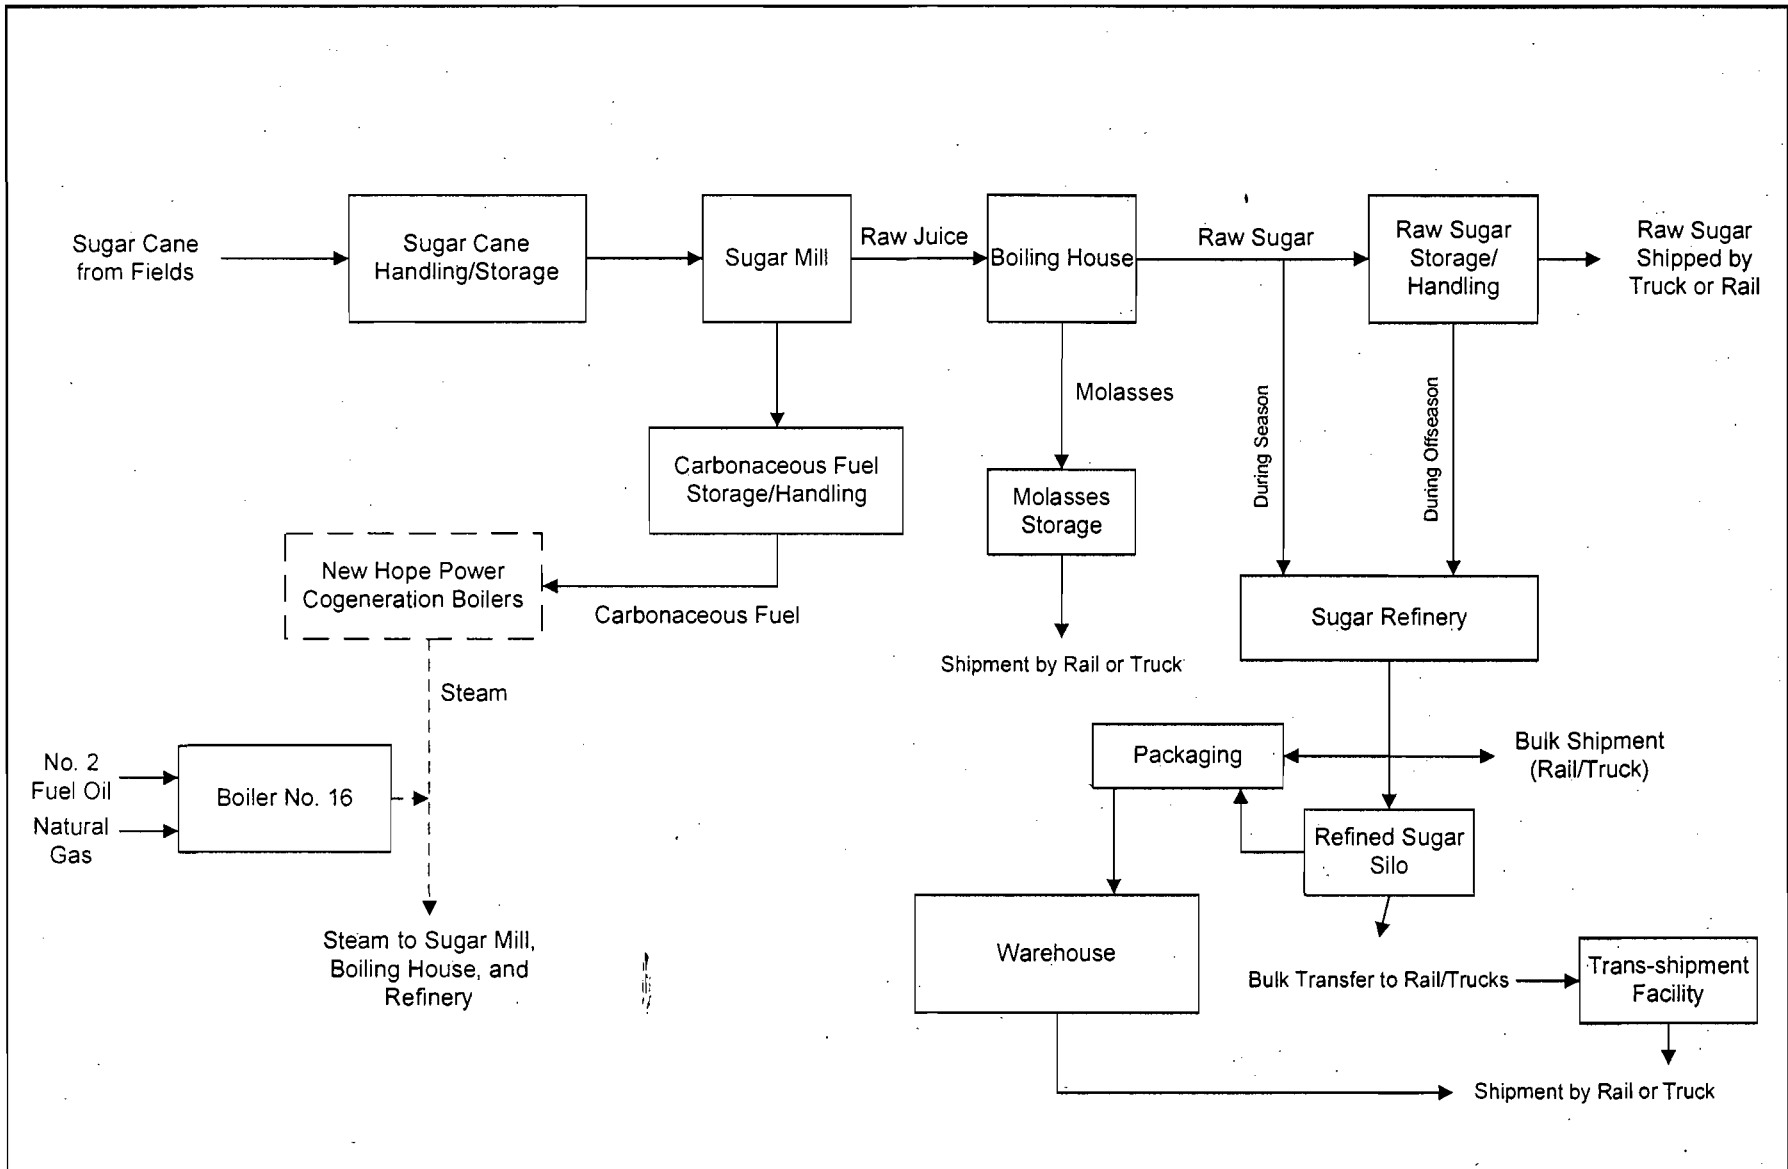 Sugar Cane
from Fields
Sugar Cane
Handling/Storage
Sugar Mill
Raw Juice
Boiling House
Raw Sugar
Raw Sugar
Storage/
Handling
Raw Sugar
Shipped by
Truck or Rail
Molasses
During Season
During Offseason
Carbonaceous Fuel
Storage/Handling
Molasses
Storage
New Hope Power
Cogeneration Boilers
Carbonaceous Fuel
Sugar Refinery
Shipment by Rail or Truck
Steam
No. 2
Fuel Oil
Natural
Gas
Boiler No. 16
Packaging
Bulk Shipment
(Rail/Truck)
Refined Sugar
Silo
Steam to Sugar Mill,
Boiling House, and
Refinery
Warehouse
Bulk Transfer to Rail/Trucks
Trans-shipment
Facility
Shipment by Rail or Truck